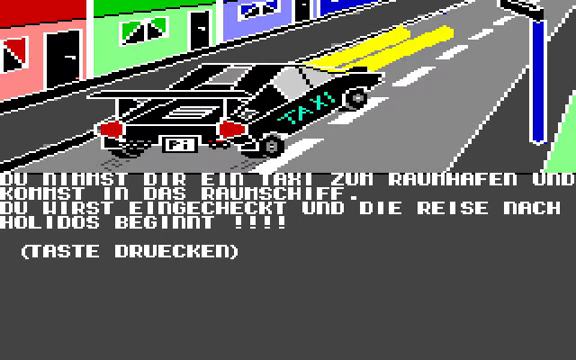 TAXI
Pi
DU NIMMST DIR EIN TAXI ZUM RAUMHAFEN UND
KOMMST IN DAS RAUMSCHIFF.
DU WIRST EINGECHECKT UND DIE REISE NACH
HOLIDOS BEGINNT !!!!
(TASTE DRUECKEN)